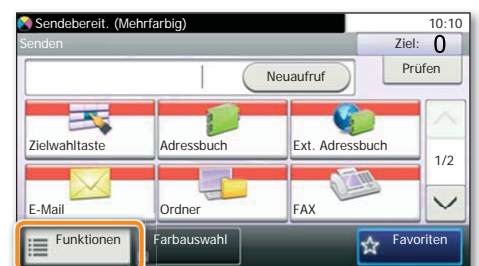 Sendebereit. (Mehrfarbig) 10:10
Senden Ziel: 0
Neuaufruf Prüfen
Zielwahltaste Adressbuch Ext. Adressbuch
1/2
E-Mail Ordner FAX
Funktionen Farbauswahl Favoriten